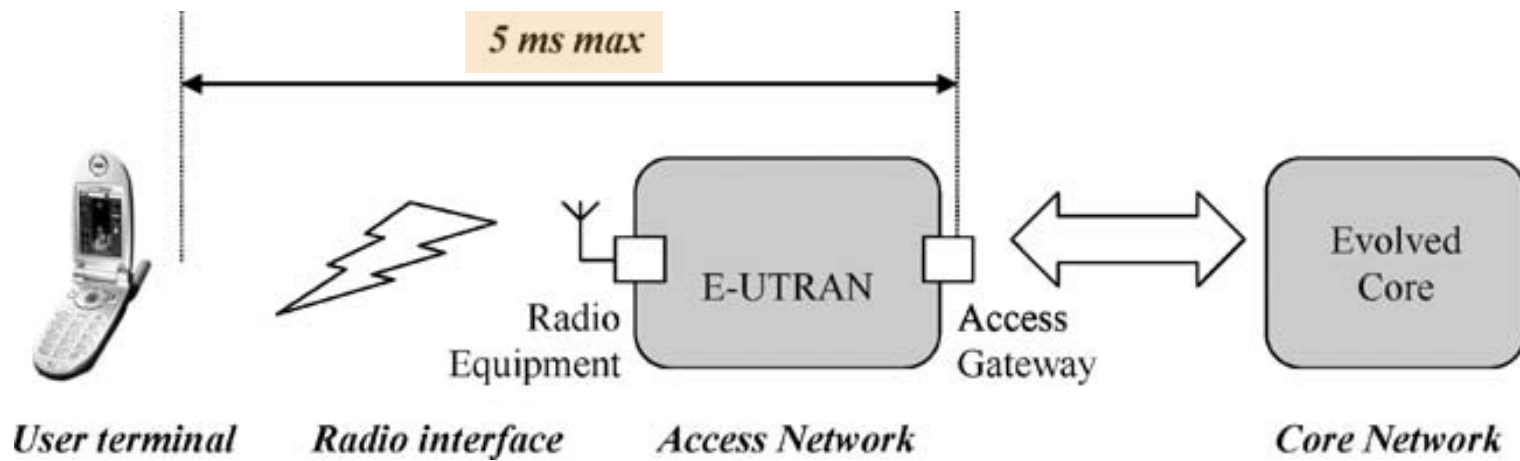 5 ms max
E-UTRAN
Evolved
Core
Radio
Equipment
Access
Gateway
User terminal
Radio interface
Access Network
Core Network